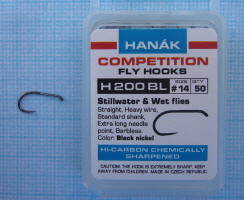 HANÁK
COMPETITION
FLY HOOKS
H 200 BL
SIZE
#14
QTY
50
Stillwater & Wet flies
Straight, Heavy wire,
Standard shank,
Extra long needle
point, Barbless.
Color: Black nickel
HI-CARBON CHEMICALLY
SHARPENED
CAUTION: THE HOOK IS EXTREMELY SHARP. KEEP
AWAY FROM CHILDREN. MADE IN CZECH REPUBLIC